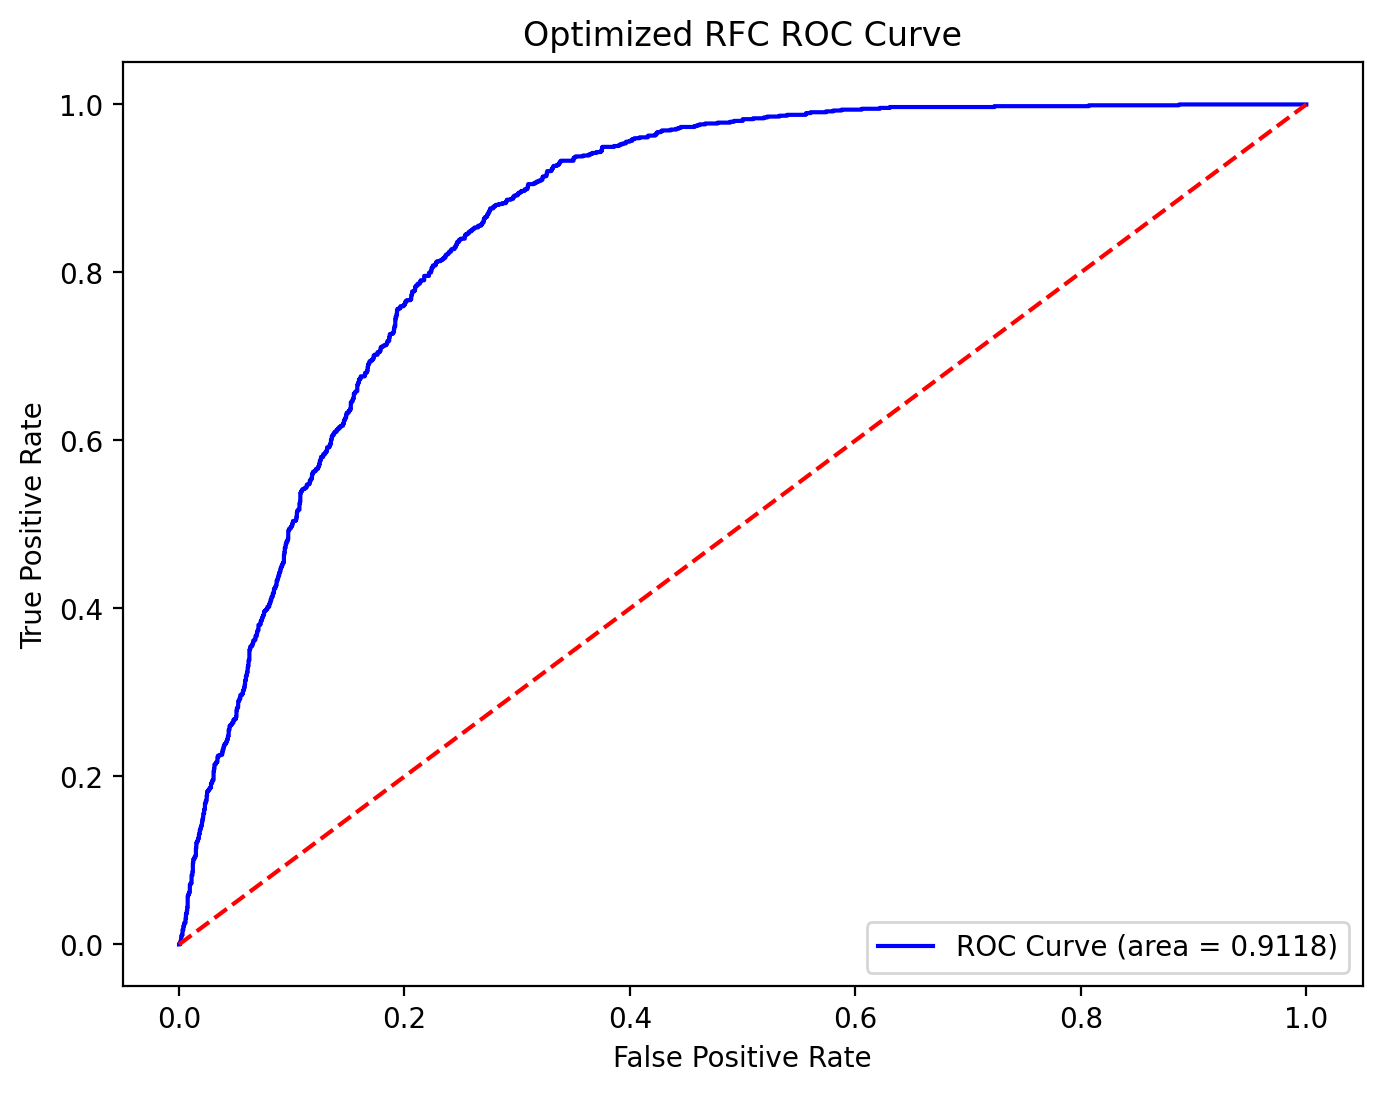 Optimized RFC ROC Curve
1.0
0.8
0.6
0.4
0.2
0.0
True Positive Rate
ROC Curve (area = 0.9118)
0.0 0.2 0.4 0.6 0.8 1.0
False Positive Rate